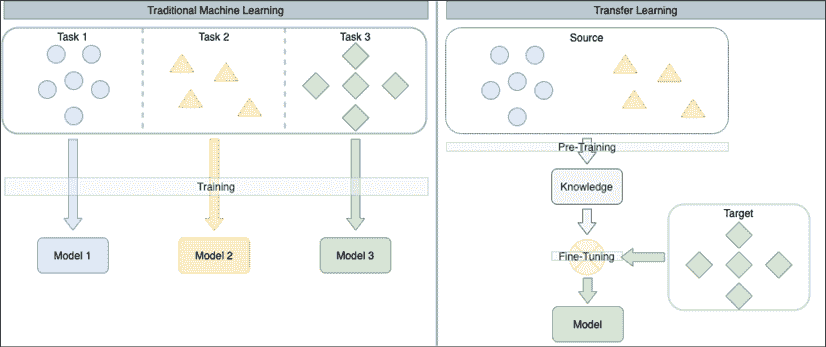 Traditional Machine Learning
Task 1
Task 2
Task 3
Training
Model 1
Model 2
Model 3
Transfer Learning
Source
Pre-Training
Knowledge
Target
Fine-Tuning
Model